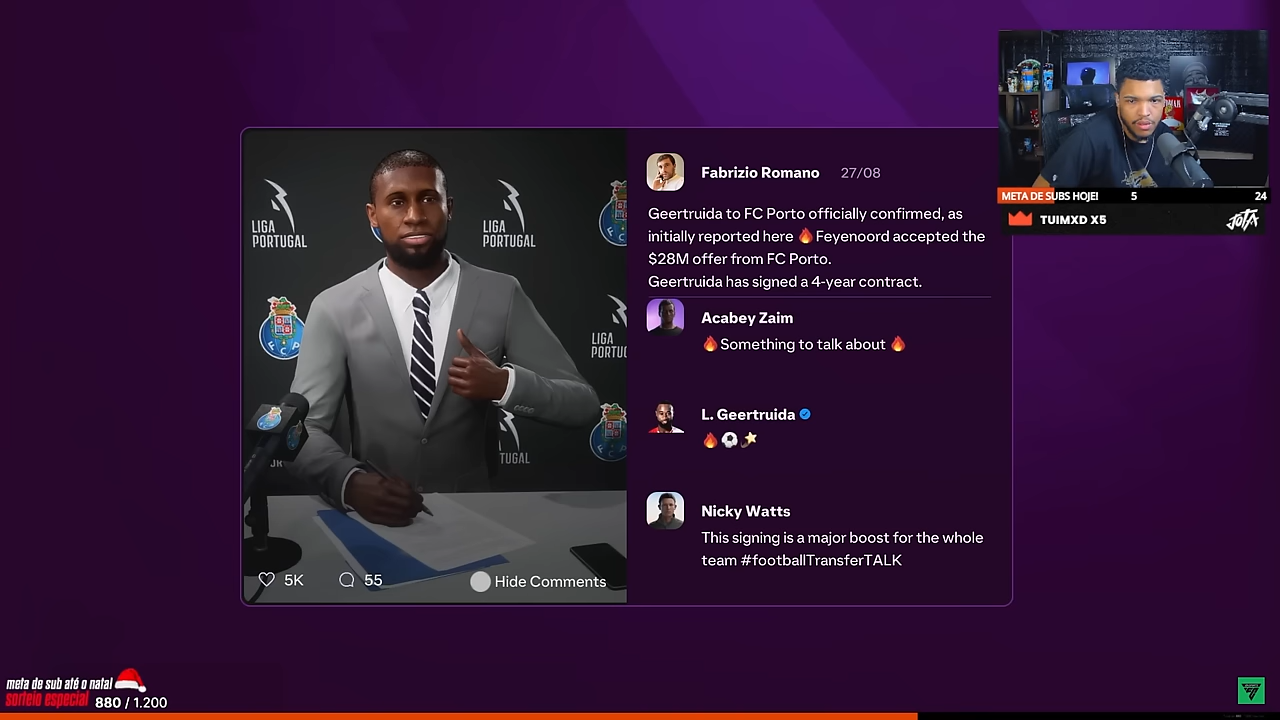 Fabrizio Romano 27/08
Geertruida to FC Porto officially confirmed, as
initially reported here 🔥Feyenoord accepted the
$28M offer from FC Porto.
Geertruida has signed a 4-year contract.
Acabey Zaim
🔥Something to talk about 🔥
L. Geertruida
🔥⚽🌠
Nicky Watts
This signing is a major boost for the whole
team #footballTransferTALK
LIGA
PORTUGAL
LIGA
PORTUGAL
LIGA
PORTU
TUGAL
5K 55 Hide Comments
META DE SUBS HOJE! 5 24
TUIMXD X5
JOTA
meta de sub até o natal
sorteio especial 880 / 1.200